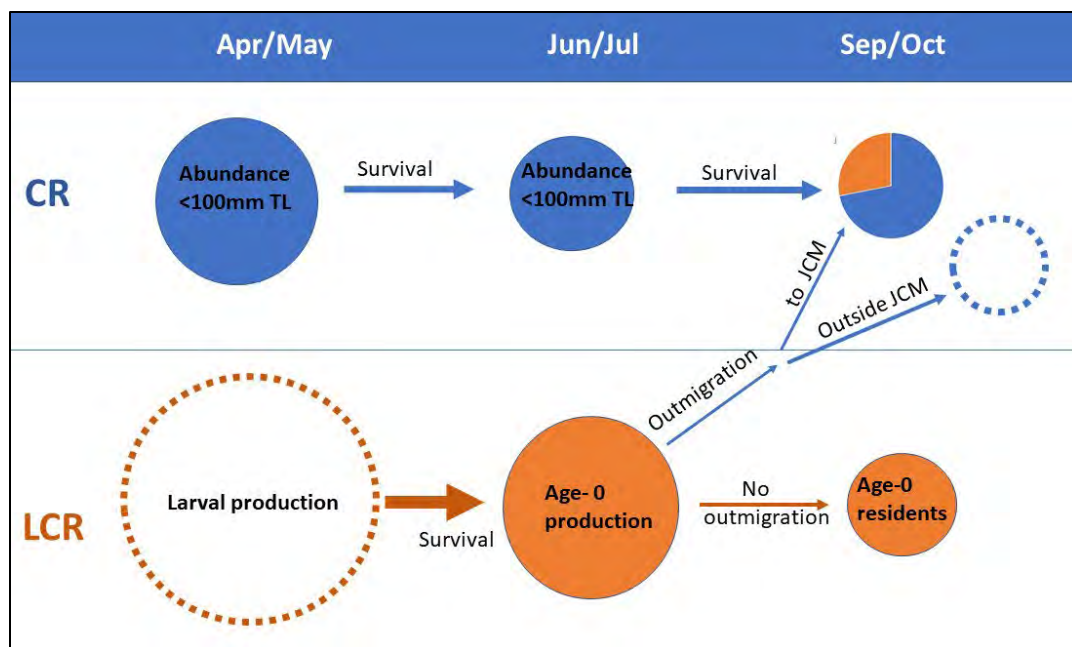 Apr/May
Jun/Jul
Sep/Oct
CR
Abundance
<100mm TL
Survival
Abundance
<100mm TL
Survival
to JCM
Outside JCM
Outmigration
LCR
Larval production
Survival
Age- 0
production
No
outmigration
Age-0
residents